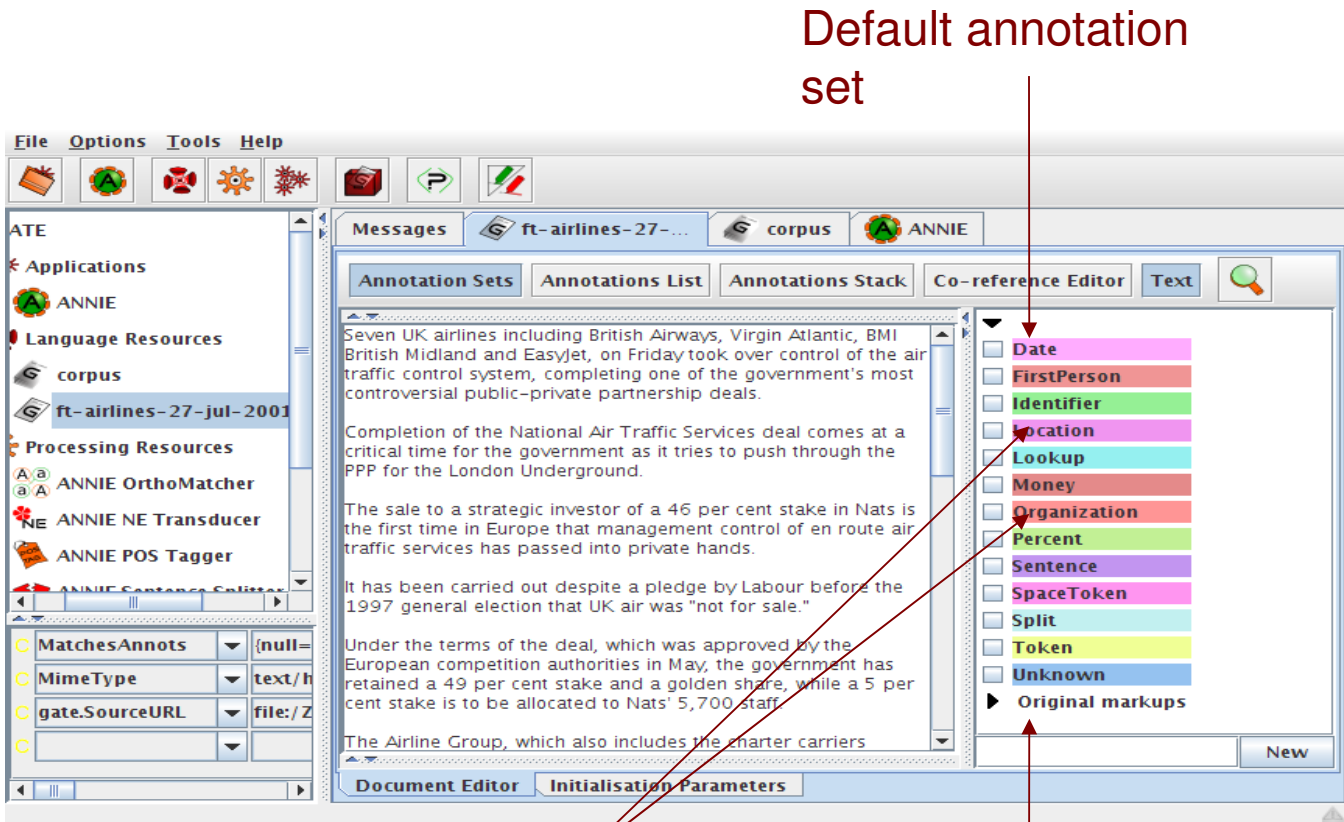 Default annotation
set
File Options Tools Help
ATE
Applications
ANNIE
Language Resources
corpus
ft-airlines-27-jul-2001
Processing Resources
ANNIE OrthoMatcher
ANNIE NE Transducer
ANNIE POS Tagger
ANNIE Sentence Splitter
C MatchesAnnots {null=
C MimeType text/h
C gate.SourceURL file:/Z
C
Messages ft-airlines-27-... corpus ANNIE
Annotation Sets Annotations List Annotations Stack Co-reference Editor Text
Seven UK airlines including British Airways, Virgin Atlantic, BMI
British Midland and EasyJet, on Friday took over control of the air
traffic control system, completing one of the government's most
controversial public-private partnership deals.
Completion of the National Air Traffic Services deal comes at a
critical time for the government as it tries to push through the
PPP for the London Underground.
The sale to a strategic investor of a 46 per cent stake in Nats is
the first time in Europe that management control of en route air
traffic services has passed into private hands.
It has been carried out despite a pledge by Labour before the
1997 general election that UK air was "not for sale."
Under the terms of the deal, which was approved by the
European competition authorities in May, the government has
retained a 49 per cent stake and a golden share, while a 5 per
cent stake is to be allocated to Nats' 5,700 staff.
The Airline Group, which also includes the charter carriers
Date
FirstPerson
Identifier
Location
Lookup
Money
Organization
Percent
Sentence
SpaceToken
Split
Token
Unknown
Original markups
New
Document Editor Initialisation Parameters